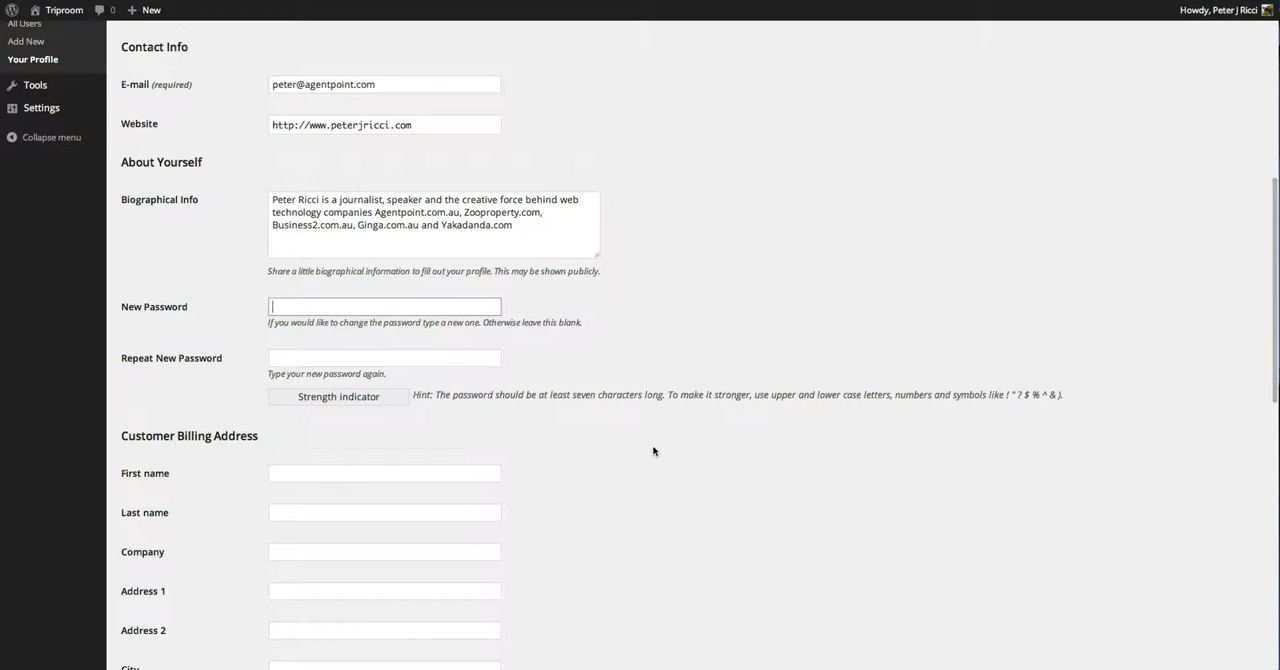 Triproom 0 New Howdy, Peter J Ricci
All Users
Add New
Your Profile
Tools
Settings
Collapse menu
Contact Info
E-mail (required) peter@agentpoint.com
Website http://www.peterjricci.com
About Yourself
Biographical Info
Peter Ricci is a journalist, speaker and the creative force behind web
technology companies Agentpoint.com.au, Zooproperty.com,
Business2.com.au, Ginga.com.au and Yakadanda.com
Share a little biographical information to fill out your profile. This may be shown publicly.
New Password
If you would like to change the password type a new one. Otherwise leave this blank.
Repeat New Password
Type your new password again.
Strength indicator Hint: The password should be at least seven characters long. To make it stronger, use upper and lower case letters, numbers and symbols like ! " ? $ % ^ & ).
Customer Billing Address
First name
Last name
Company
Address 1
Address 2
City